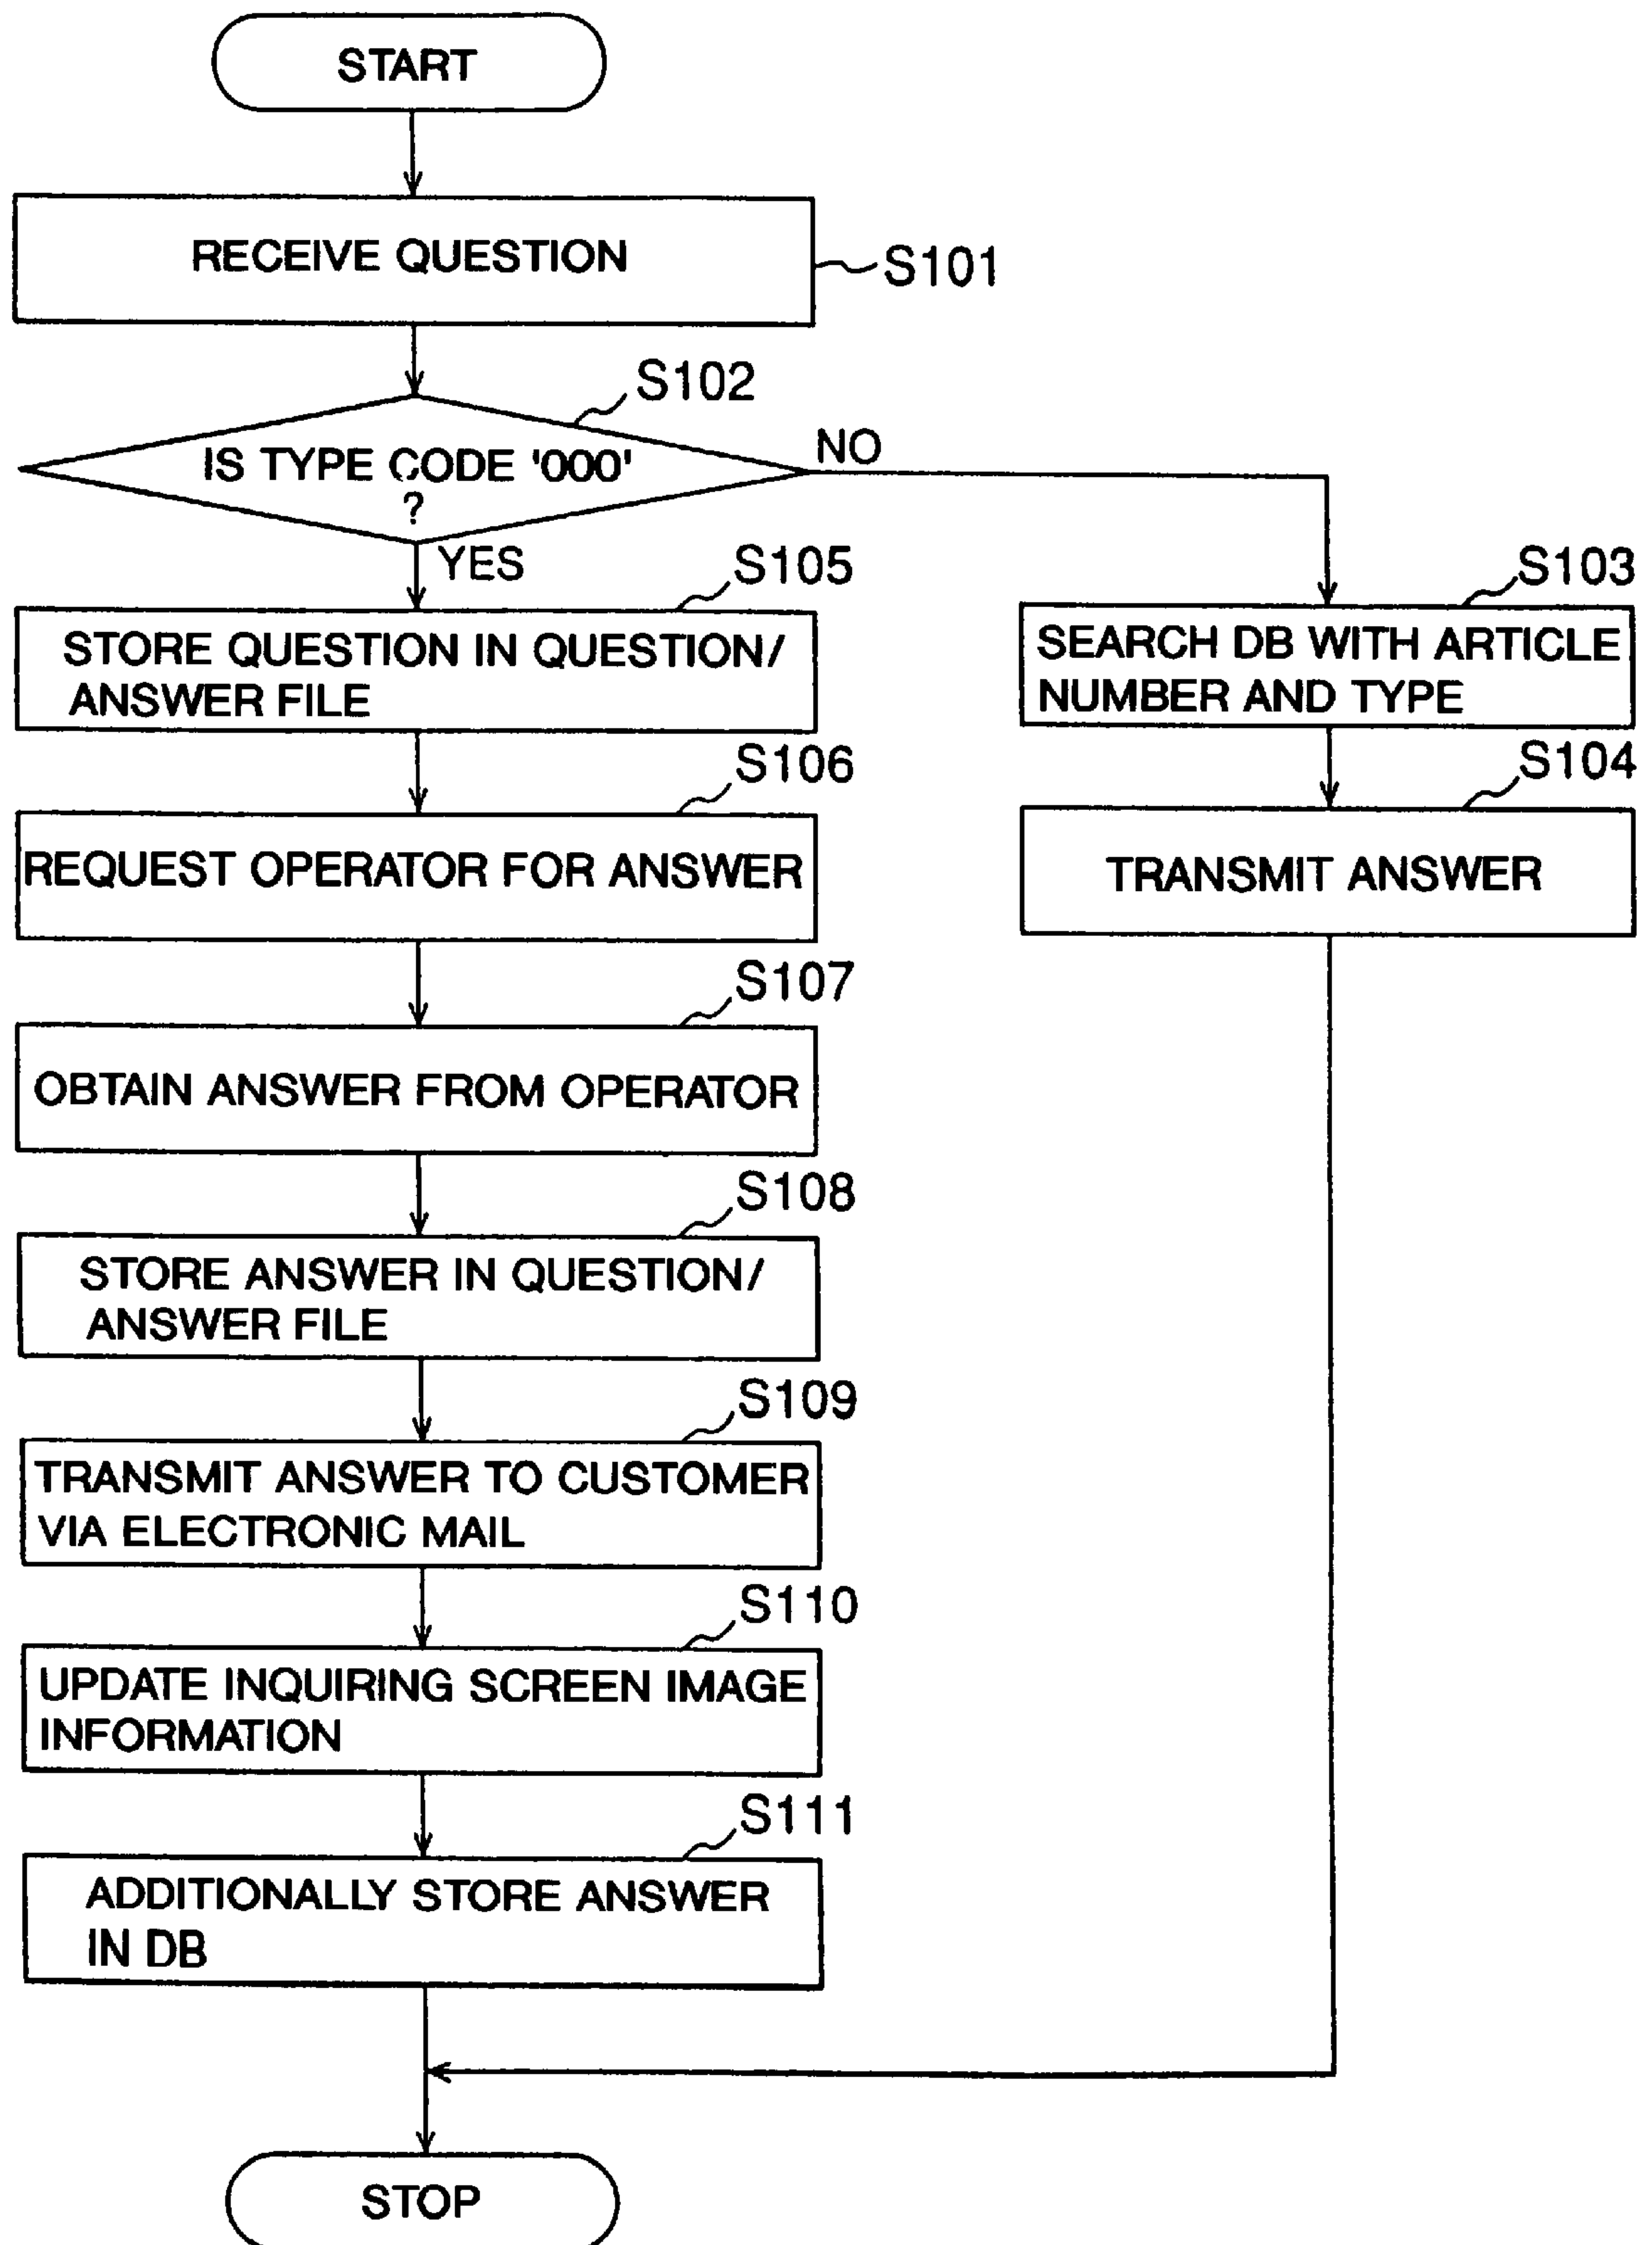 START
RECEIVE QUESTION
S101
S102
IS TYPE CODE '000'
?
NO
YES
S105
STORE QUESTION IN QUESTION/
ANSWER FILE
S103
SEARCH DB WITH ARTICLE
NUMBER AND TYPE
S106
REQUEST OPERATOR FOR ANSWER
S104
TRANSMIT ANSWER
S107
OBTAIN ANSWER FROM OPERATOR
S108
STORE ANSWER IN QUESTION/
ANSWER FILE
S109
TRANSMIT ANSWER TO CUSTOMER
VIA ELECTRONIC MAIL
S110
UPDATE INQUIRING SCREEN IMAGE
INFORMATION
S111
ADDITIONALLY STORE ANSWER
IN DB
STOP